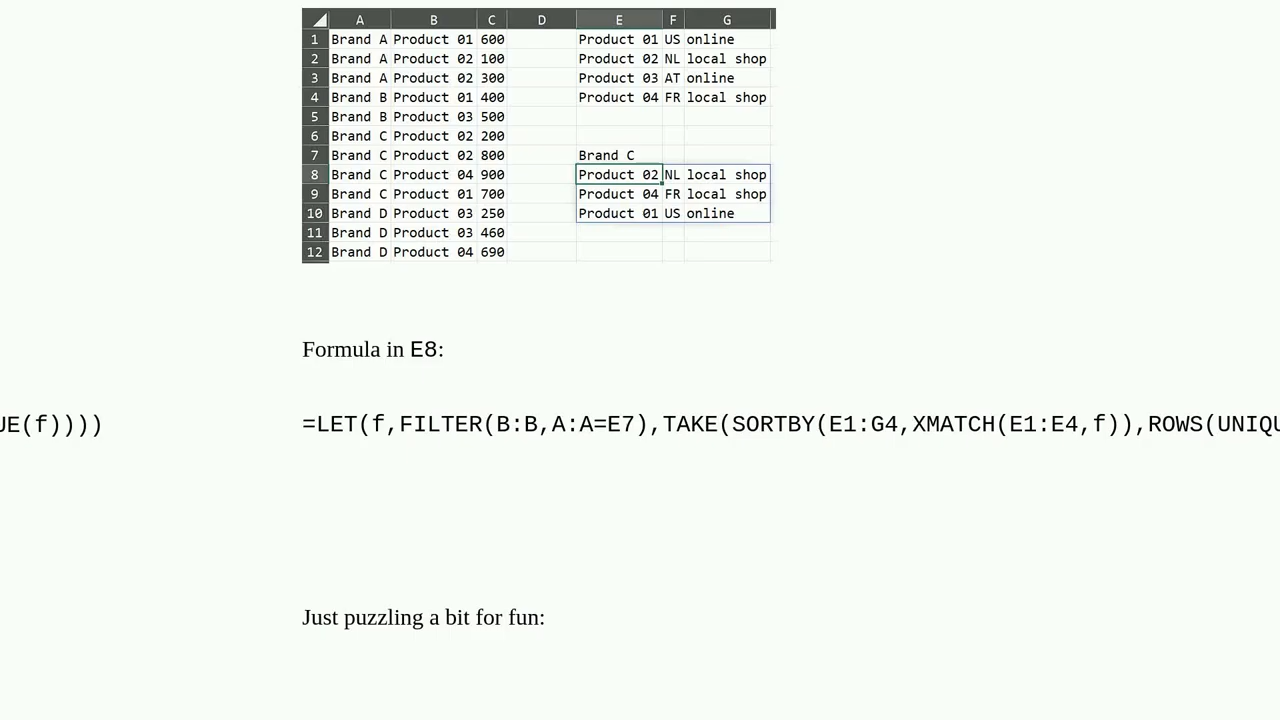 A B C D E F G
1 Brand A Product 01 600 Product 01 US online
2 Brand A Product 02 100 Product 02 NL local shop
3 Brand A Product 02 300 Product 03 AT online
4 Brand B Product 01 400 Product 04 FR local shop
5 Brand B Product 03 500
6 Brand C Product 02 200
7 Brand C Product 02 800 Brand C
8 Brand C Product 04 900 Product 02 NL local shop
9 Brand C Product 01 700 Product 04 FR local shop
10 Brand D Product 03 250 Product 01 US online
11 Brand D Product 03 460
12 Brand D Product 04 690
Formula in E8:
UE(f)))) =LET(f,FILTER(B:B,A:A=E7),TAKE(SORTBY(E1:G4,XMATCH(E1:E4,f)),ROWS(UNIQU
Just puzzling a bit for fun: